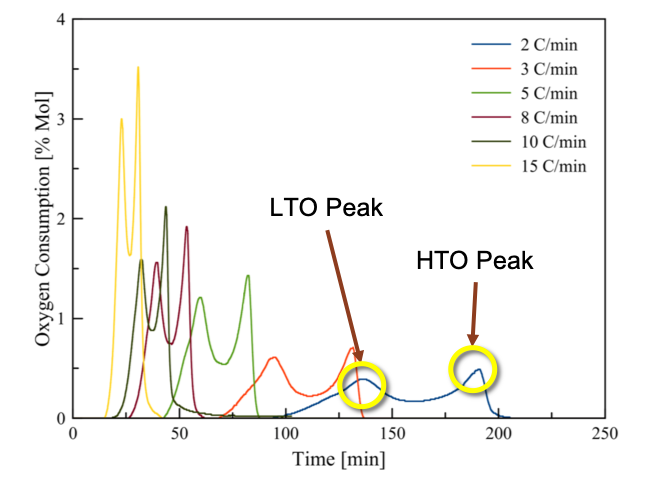 4
3
2
1
0
0
50
100
150
200
250
Oxygen Consumption [% Mol]
Time [min]
2 C/min
3 C/min
5 C/min
8 C/min
10 C/min
15 C/min
LTO Peak
HTO Peak